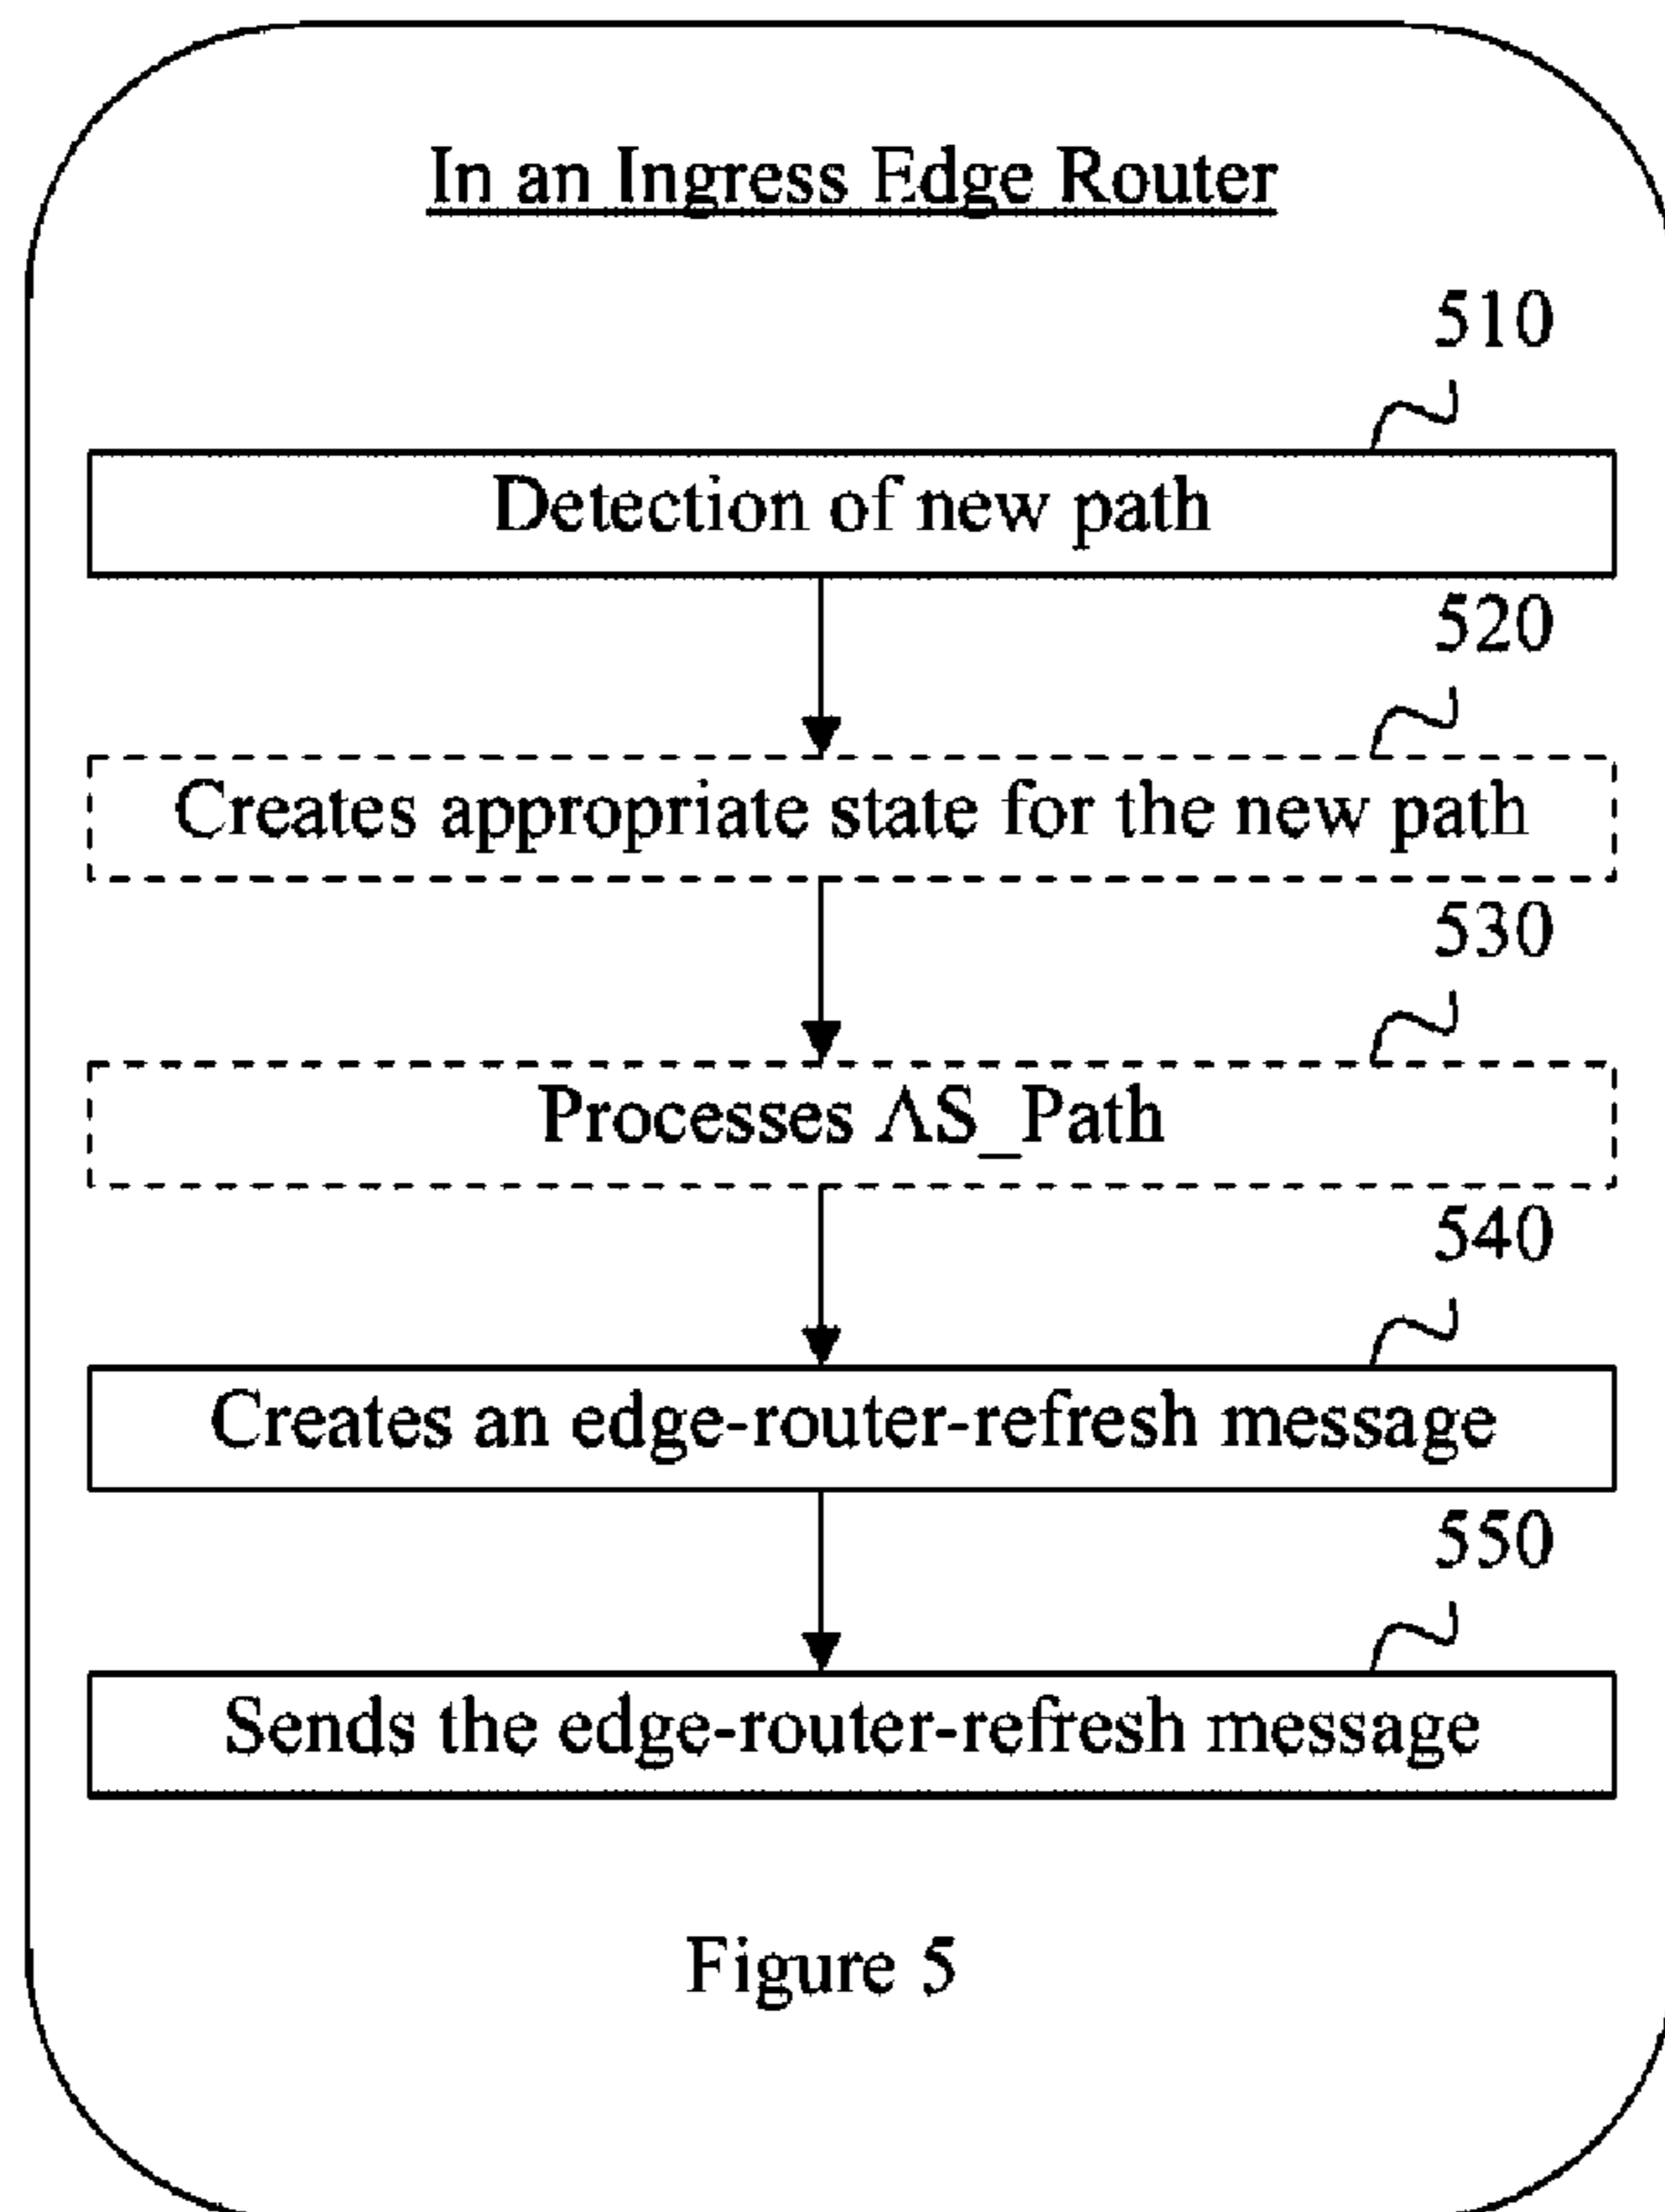 In an Ingress Edge Router
510
Detection of new path
520
Creates appropriate state for the new path
530
Processes AS_Path
540
Creates an edge-router-refresh message
550
Sends the edge-router-refresh message
Figure 5